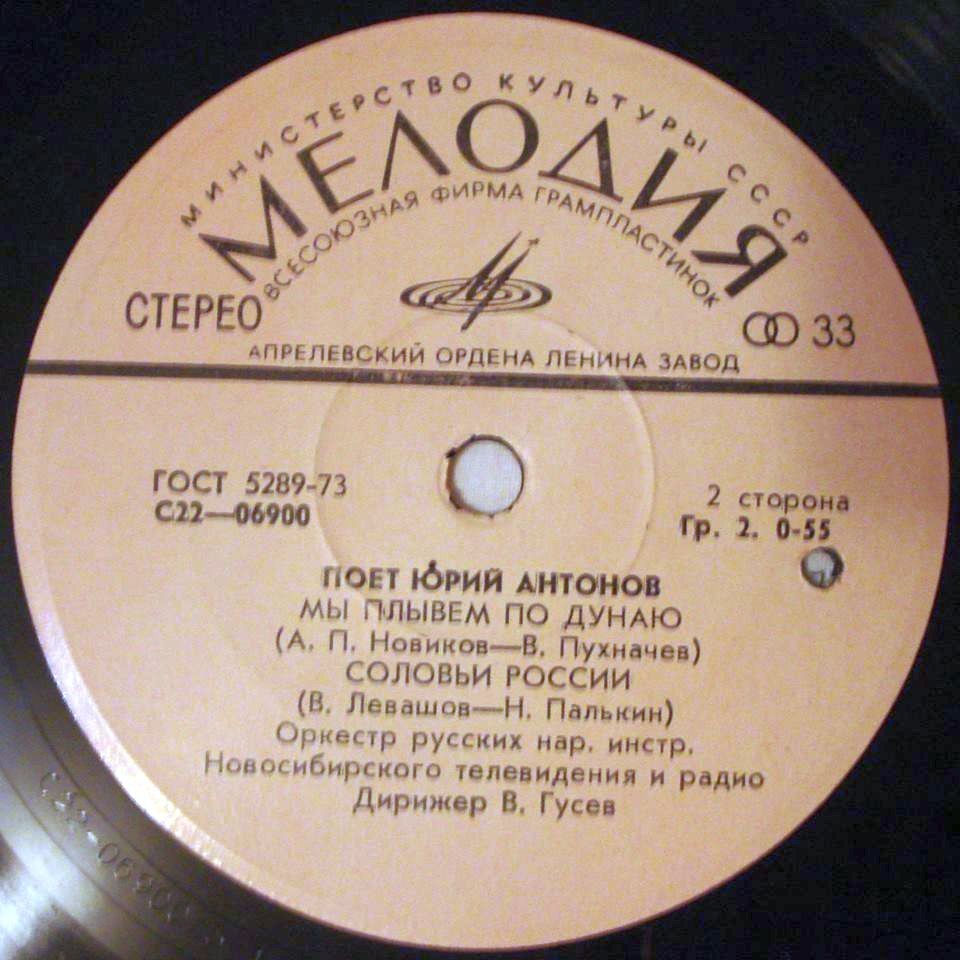 МИНИСТЕРСТВО КУЛЬТУРЫ СССР
МЕЛОДИЯ
ВСЕСОЮЗНАЯ ФИРМА ГРАМПЛАСТИНОК
СТЕРЕО
33
АПРЕЛЕВСКИЙ ОРДЕНА ЛЕНИНА ЗАВОД
ГОСТ 5289-73
С22—06900
2 сторона
Гр. 2. 0-55
ПОЕТ ЮРИЙ АНТОНОВ
МЫ ПЛЫВЕМ ПО ДУНАЮ
(А. П. Новиков—В. Пухначев)
СОЛОВЬИ РОССИИ
(В. Левашов—Н. Палькин)
Оркестр русских нар. инстр.
Новосибирского телевидения и радио
Дирижер В. Гусев